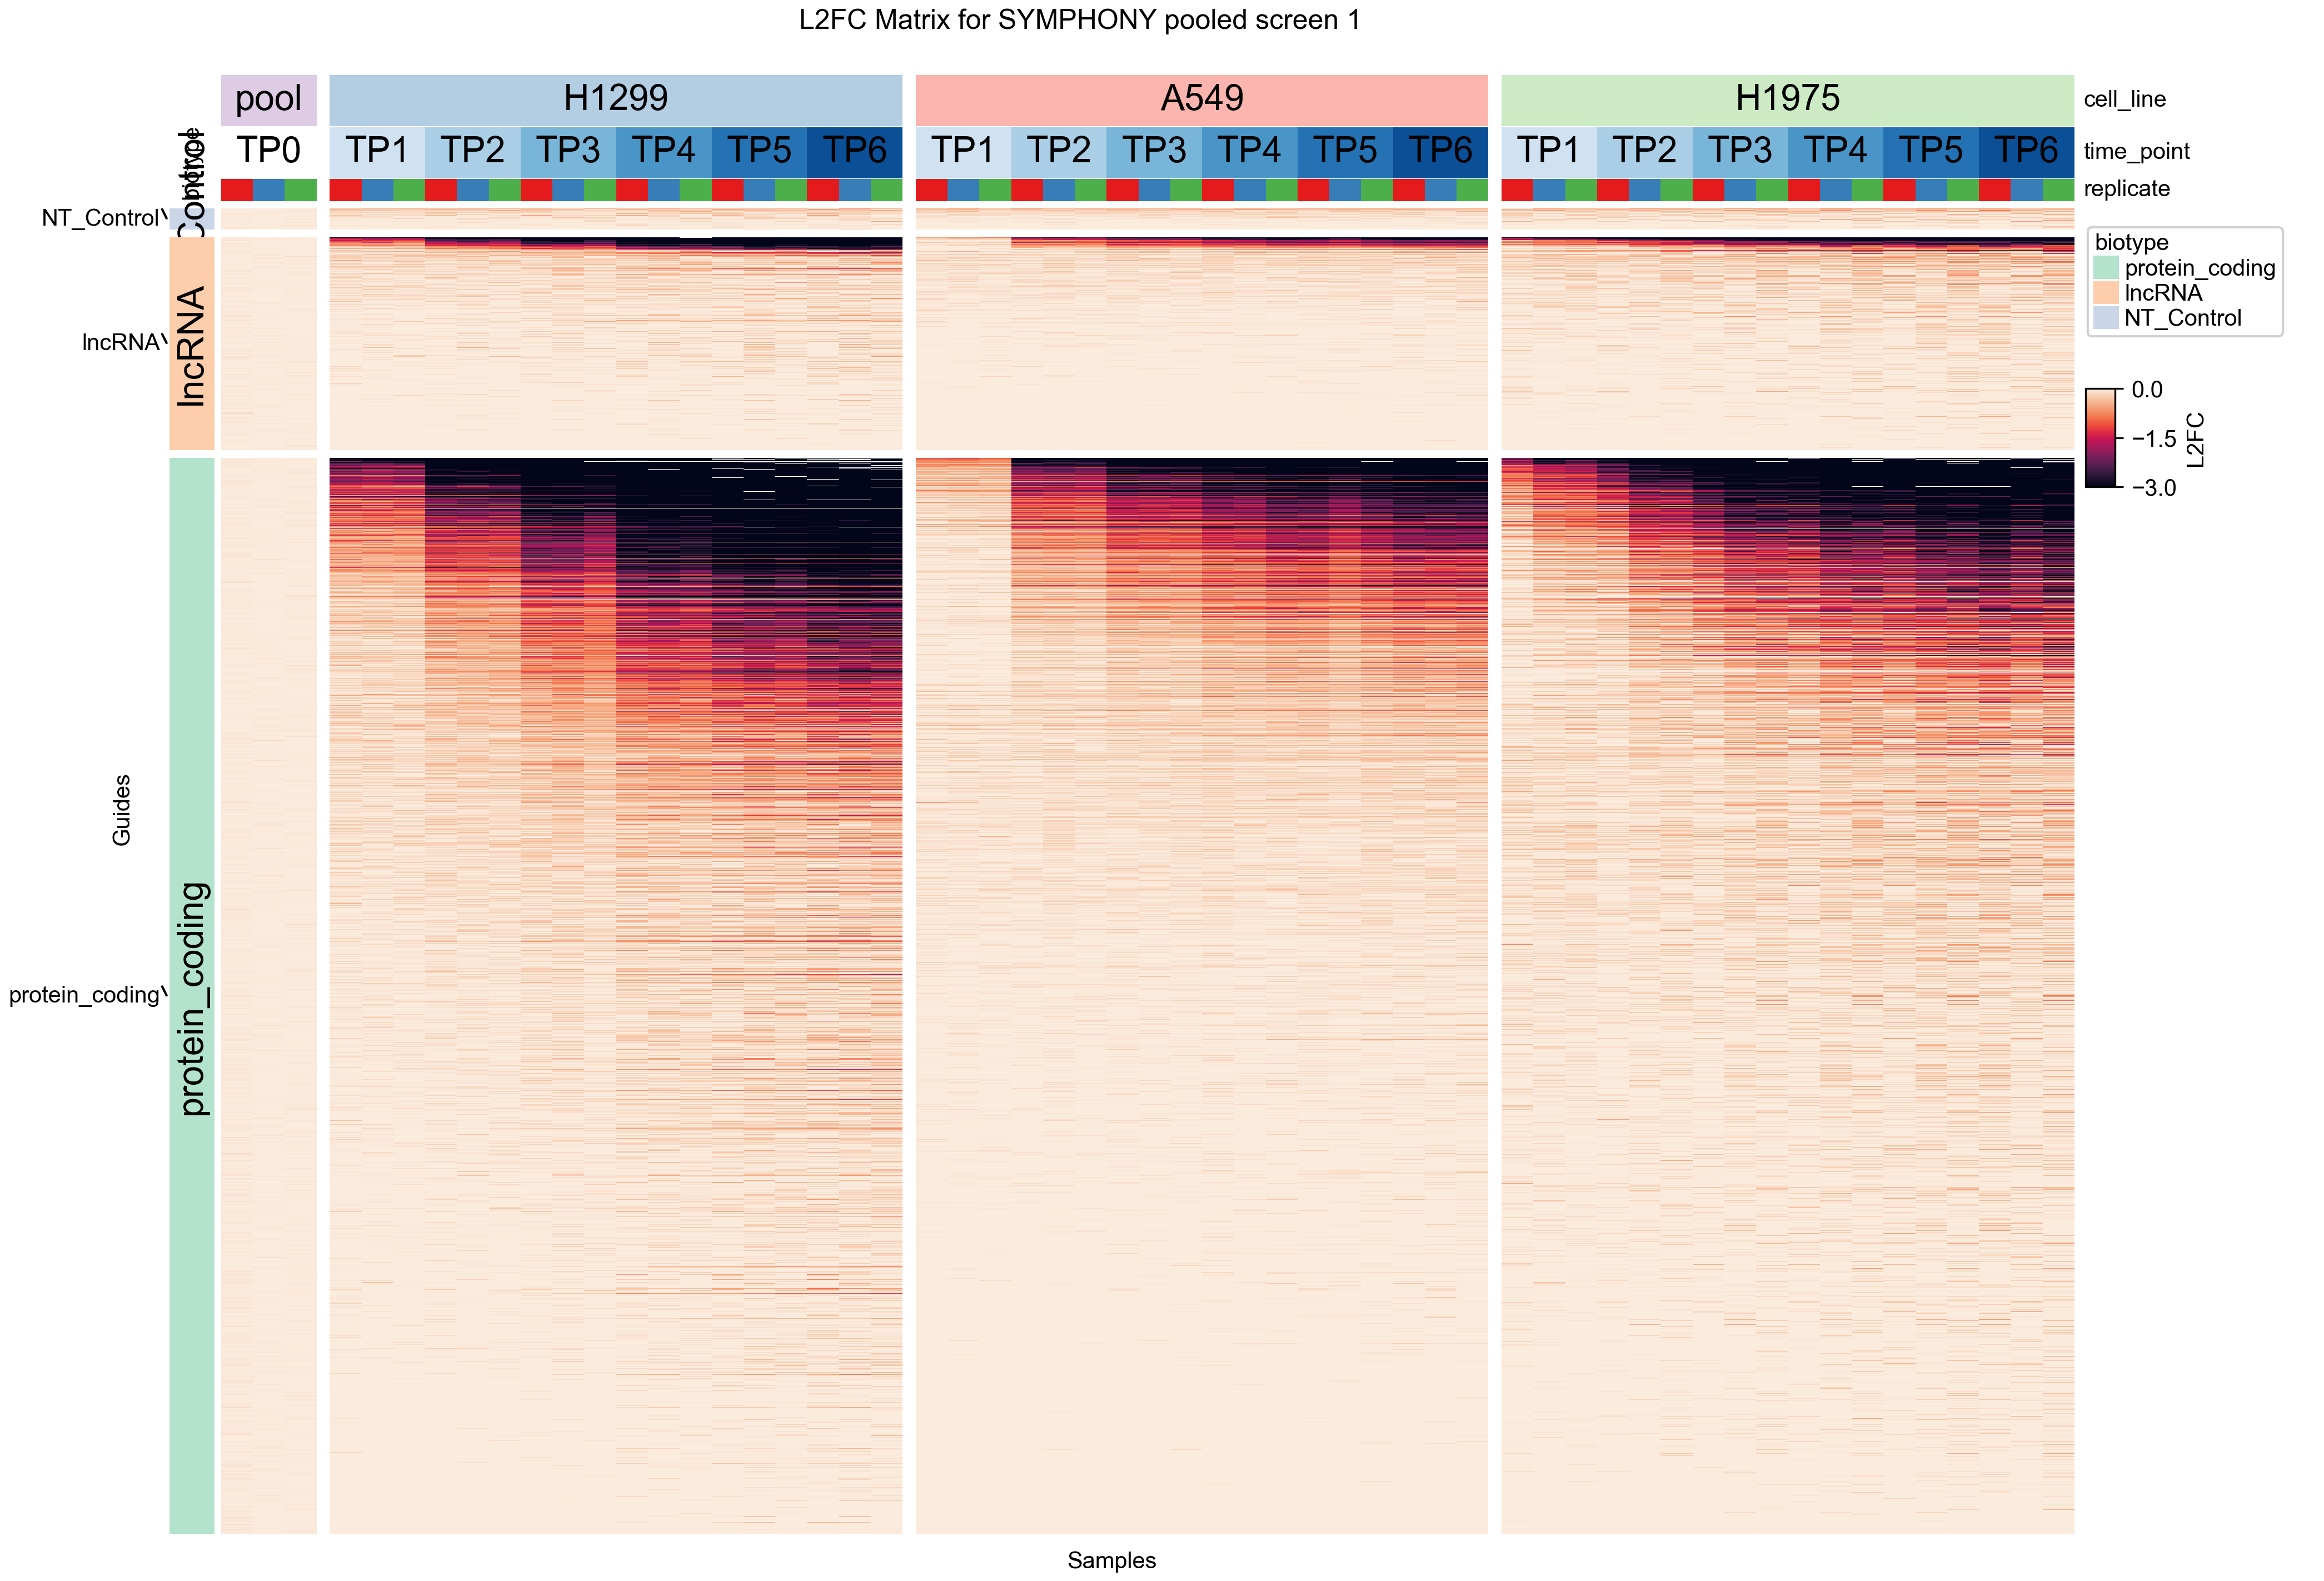 L2FC Matrix for SYMPHONY pooled screen 1
pool H1299 A549 H1975 cell_line
TP0 TP1 TP2 TP3 TP4 TP5 TP6 TP1 TP2 TP3 TP4 TP5 TP6 TP1 TP2 TP3 TP4 TP5 TP6 time_point
replicate
NT_Control
lncRNA
lncRNA
protein_coding
protein_coding
Guides
biotype
protein_coding
lncRNA
NT_Control
0.0
−1.5
−3.0
L2FC
Samples